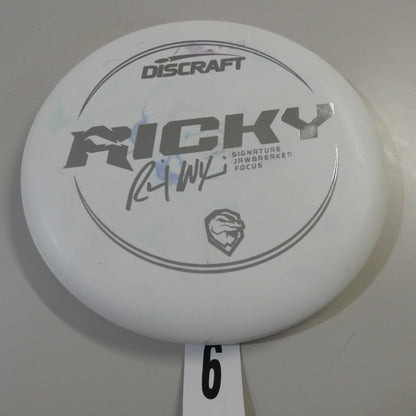 DISCRAFT
RICKY
SIGNATURE
JAWBREAKER
FOCUS
6